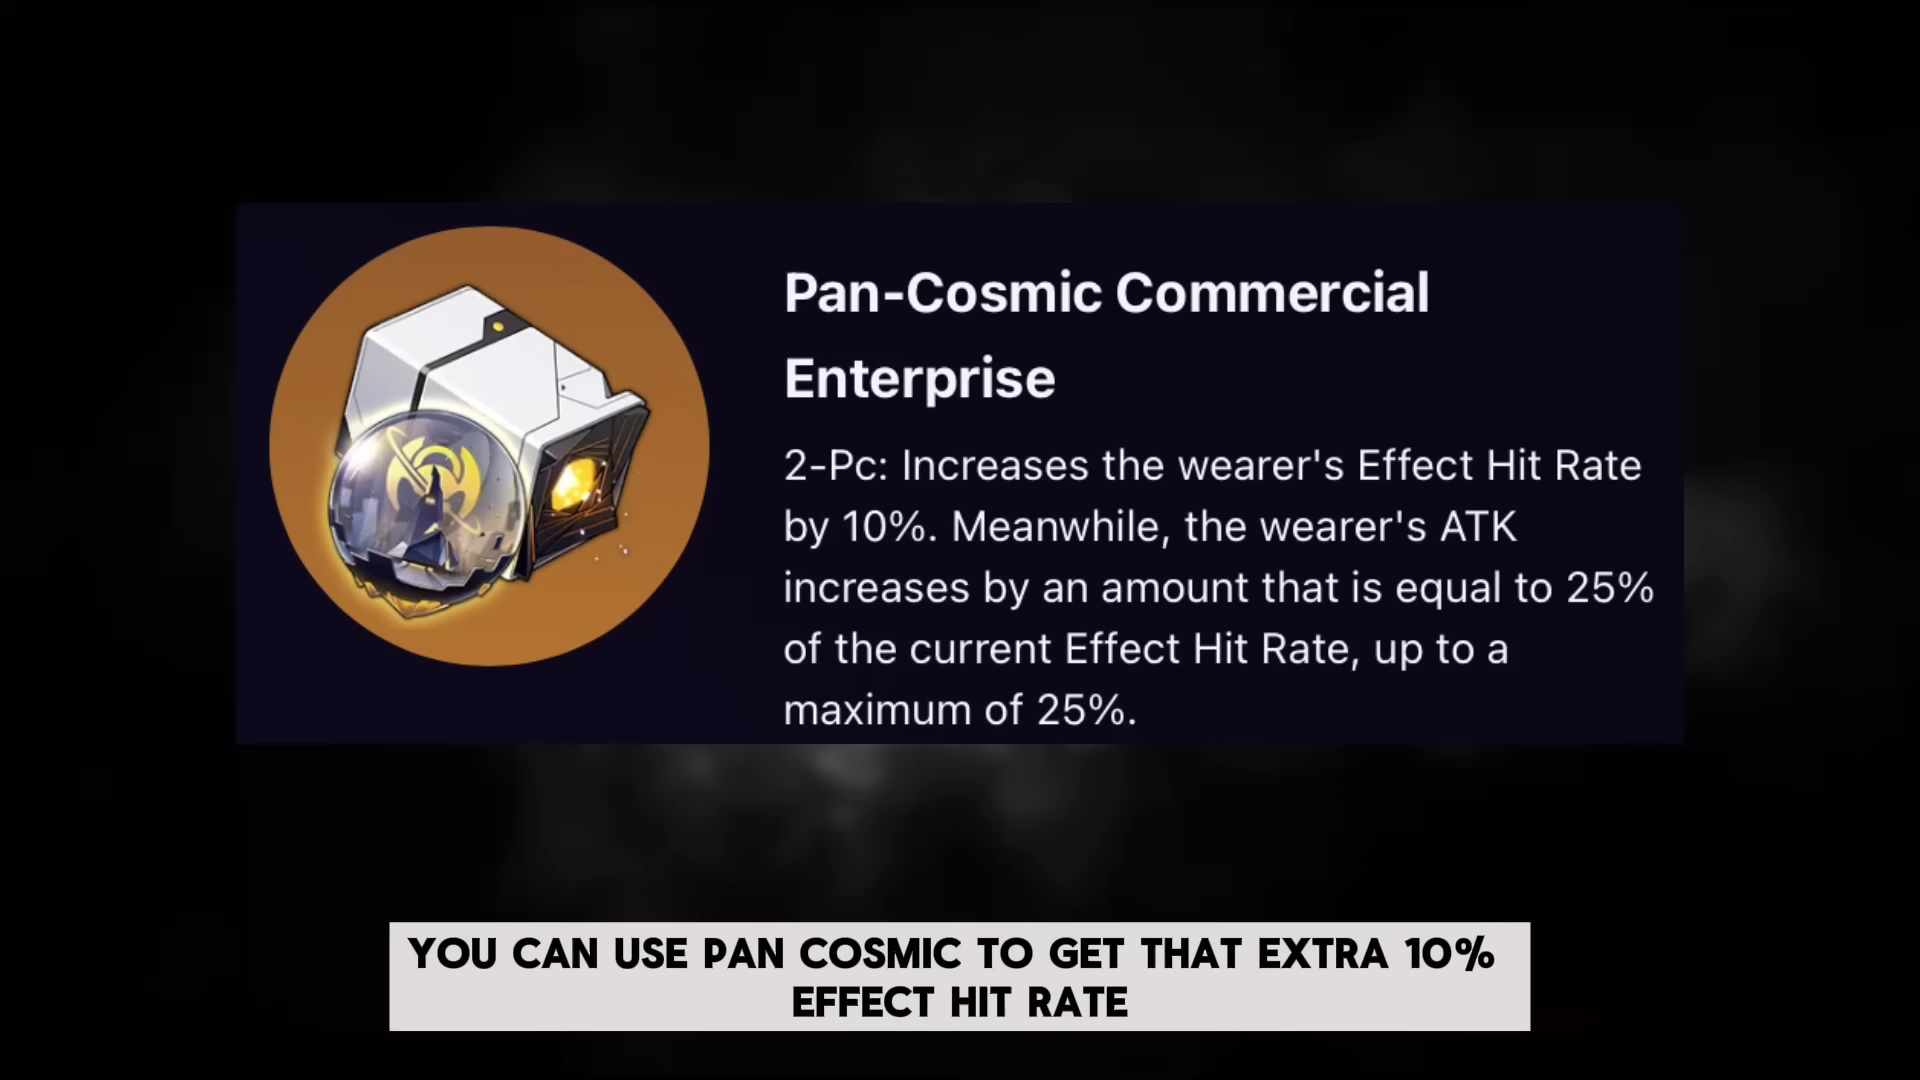 Pan-Cosmic Commercial
Enterprise
2-Pc: Increases the wearer's Effect Hit Rate
by 10%. Meanwhile, the wearer's ATK
increases by an amount that is equal to 25%
of the current Effect Hit Rate, up to a
maximum of 25%.
YOU CAN USE PAN COSMIC TO GET THAT EXTRA 10%
EFFECT HIT RATE